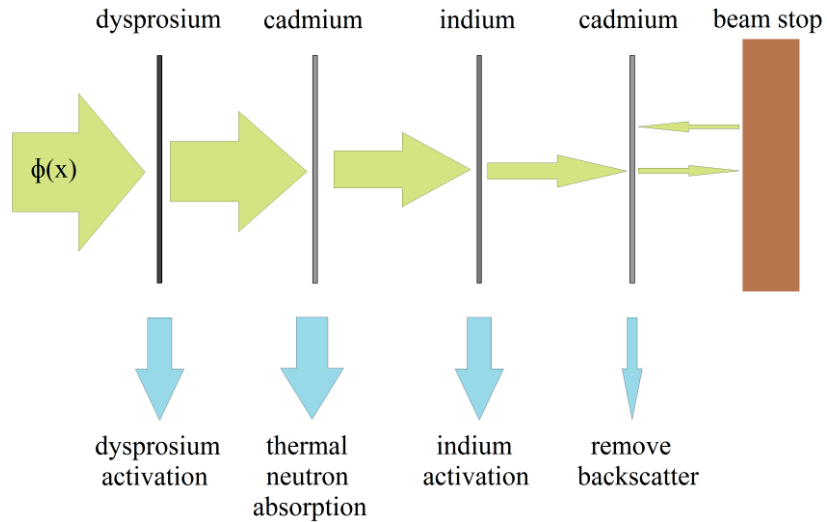 dysprosium
cadmium
indium
cadmium
beam stop
ϕ(x)
dysprosium
activation
thermal
neutron
absorption
indium
activation
remove
backscatter